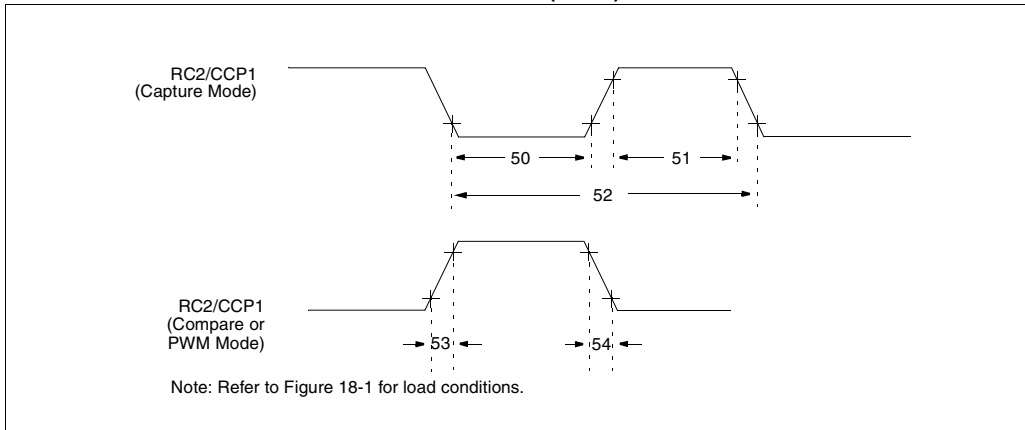 RC2/CCP1
(Capture Mode)
50
51
52
RC2/CCP1
(Compare or
PWM Mode)
53
54
Note: Refer to Figure 18-1 for load conditions.